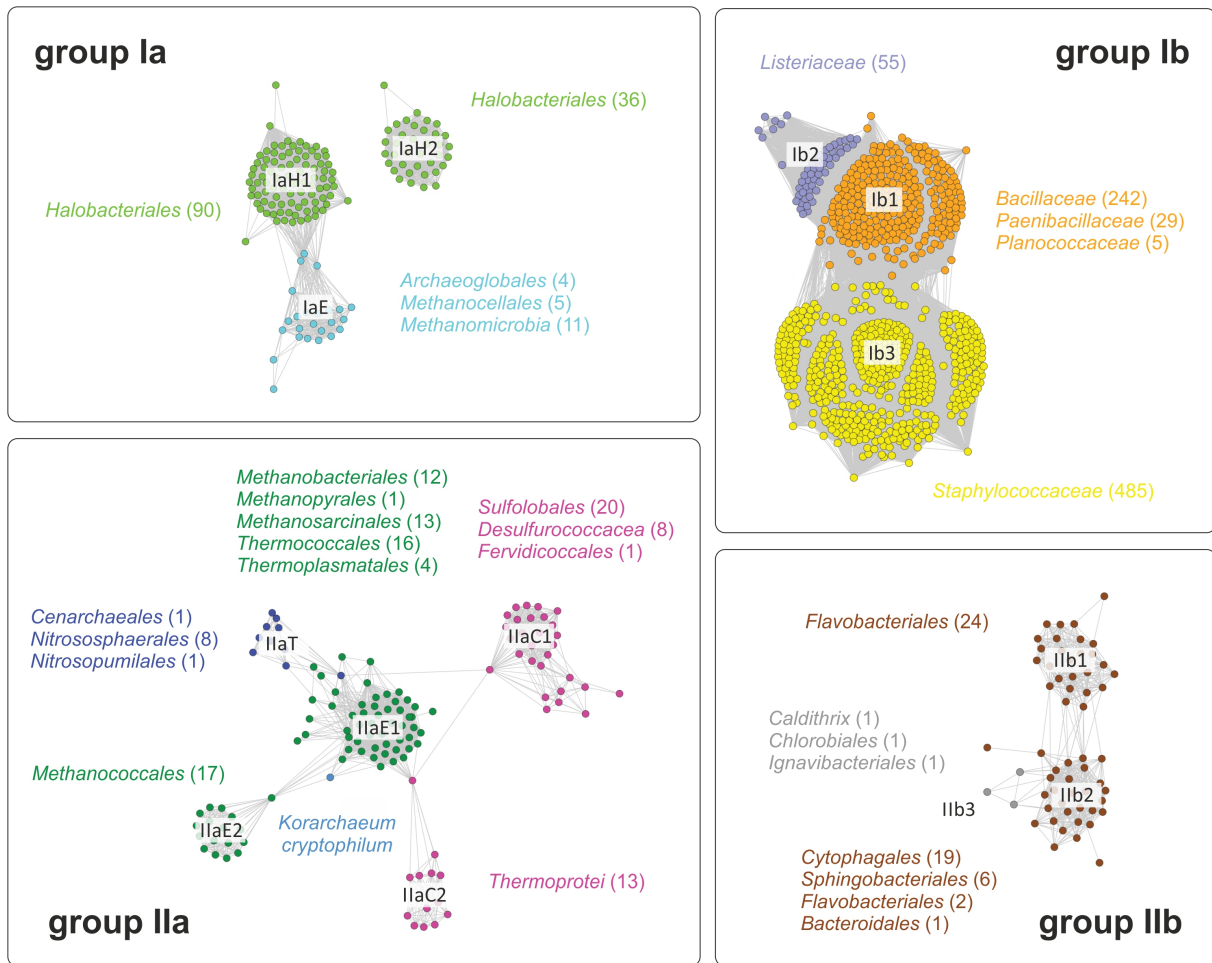 group Ia
Halobacteriales (36)
IaH2
IaH1
Halobacteriales (90)
Archaeoglobales (4)
Methanocellales (5)
Methanomicrobia (11)
IaE
group Ib
Listeriaceae (55)
Ib2
Ib1
Bacillaceae (242)
Paenibacillaceae (29)
Planococcaceae (5)
Ib3
Staphylococcaceae (485)
Methanobacteriales (12)
Methanopyrales (1)
Methanosarcinales (13)
Thermococcales (16)
Thermoplasmatales (4)
Sulfolobales (20)
Desulfurococcacea (8)
Fervidicoccales (1)
Cenarchaeales (1)
Nitrososphaerales (8)
Nitrosopumilales (1)
IIaT
IIaC1
IIaE1
Methanococcales (17)
IIaE2
Korarchaeum
cryptophilum
IIaC2
Thermoprotei (13)
group IIa
Flavobacteriales (24)
IIb1
Caldithrix (1)
Chlorobiales (1)
Ignavibacteriales (1)
IIb2
IIb3
Cytophagales (19)
Sphingobacteriales (6)
Flavobacteriales (2)
Bacteroidales (1)
group IIb